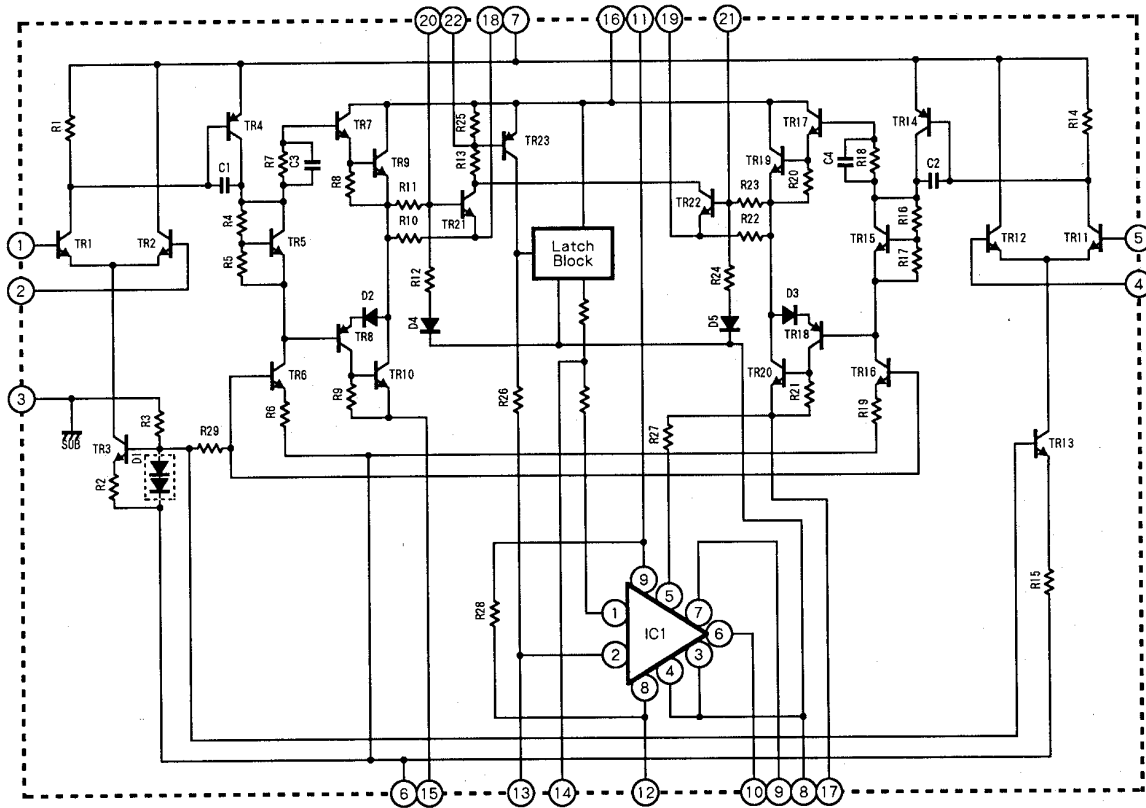 20 22 18 7 16 11 19 21
R1 TR4 TR7 R25 TR23 TR17 TR14 R14
C1 R7 C3 R8 TR9 R13 TR19 R20 C4 R18 C2
R4 R11 TR21 TR22 R23 R16
1 TR1 TR2 TR5 R10 R22 TR15 TR12 TR11 5
R5 Latch Block R17
2 R12 R24 4
D2 D4 D5 D3
TR8 TR18
TR6 TR10 TR20 TR16
3 R6 R9 R26 R21 R19
SUB R3 R29 R27
TR3 D1 TR13
R2
R28 9 5 7 R15
1 IC1 6
2 4 3
8
6 15 13 14 12 10 9 8 17